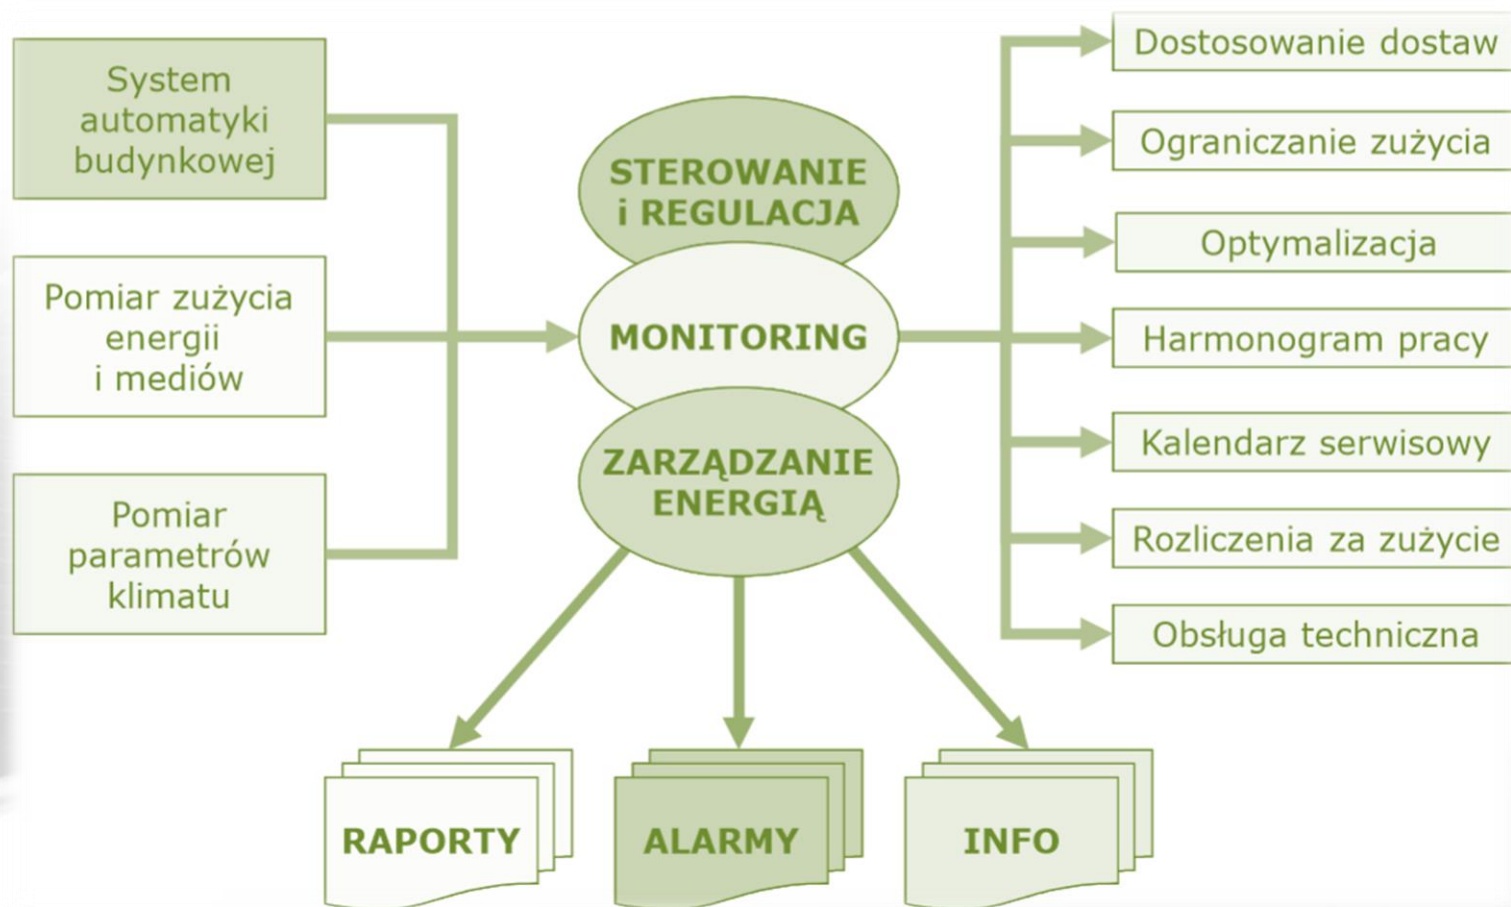 System
automatyki
budynkowej
Pomiar zużycia
energii
i mediów
Pomiar
parametrów
klimatu
STEROWANIE
i REGULACJA
MONITORING
ZARZĄDZANIE
ENERGIĄ
Dostosowanie dostaw
Ograniczanie zużycia
Optymalizacja
Harmonogram pracy
Kalendarz serwisowy
Rozliczenia za zużycie
Obsługa techniczna
RAPORTY
ALARMY
INFO